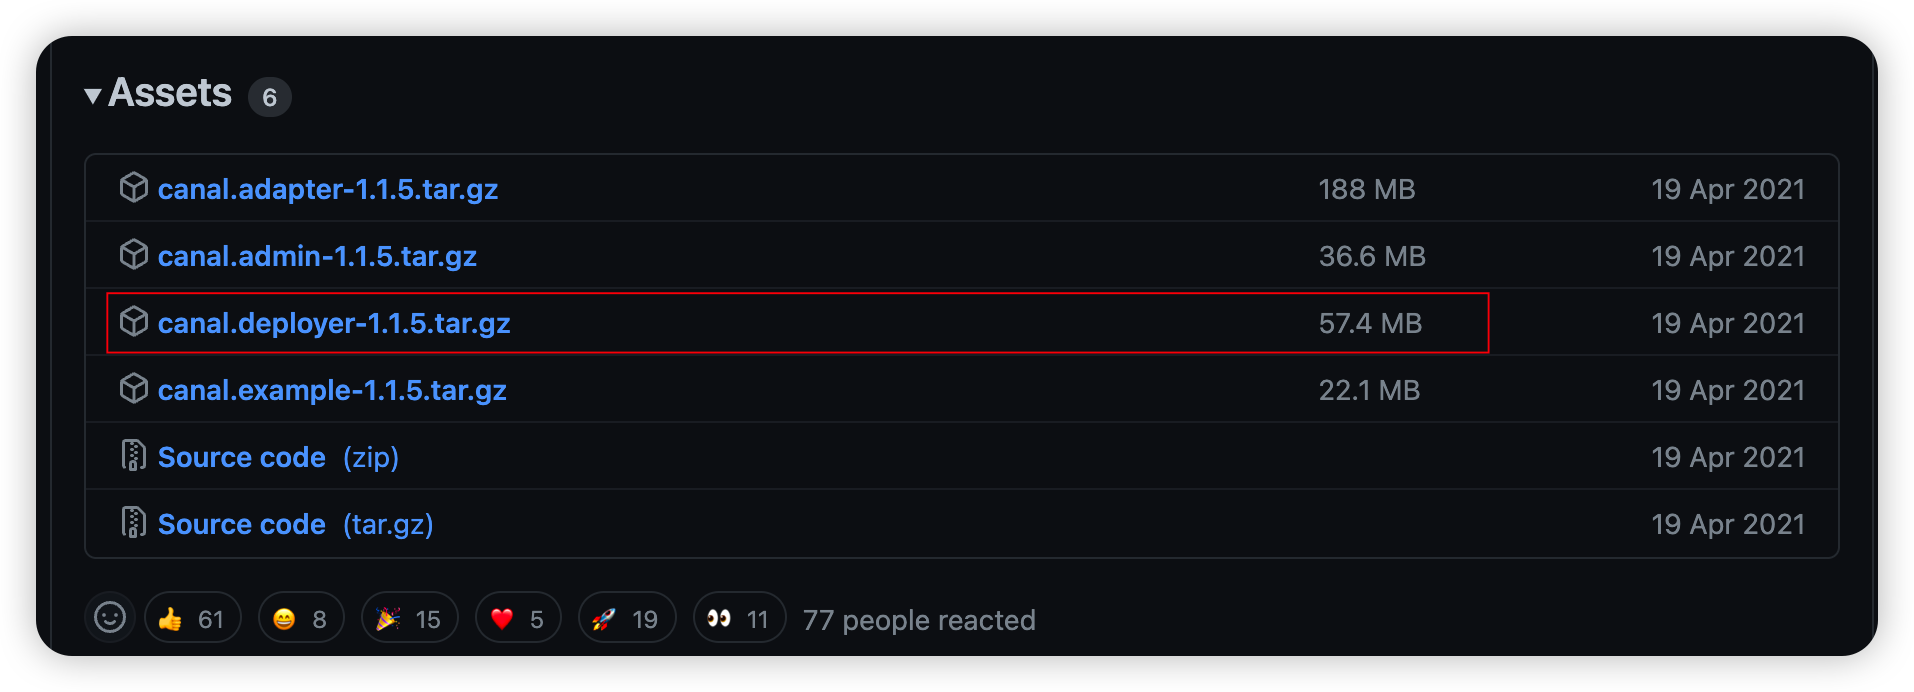 Assets 6
canal.adapter-1.1.5.tar.gz 188 MB 19 Apr 2021
canal.admin-1.1.5.tar.gz 36.6 MB 19 Apr 2021
canal.deployer-1.1.5.tar.gz 57.4 MB 19 Apr 2021
canal.example-1.1.5.tar.gz 22.1 MB 19 Apr 2021
Source code (zip) 19 Apr 2021
Source code (tar.gz) 19 Apr 2021
👍 61 😄 8 🎉 15 ❤️ 5 🚀 19 👀 11 77 people reacted